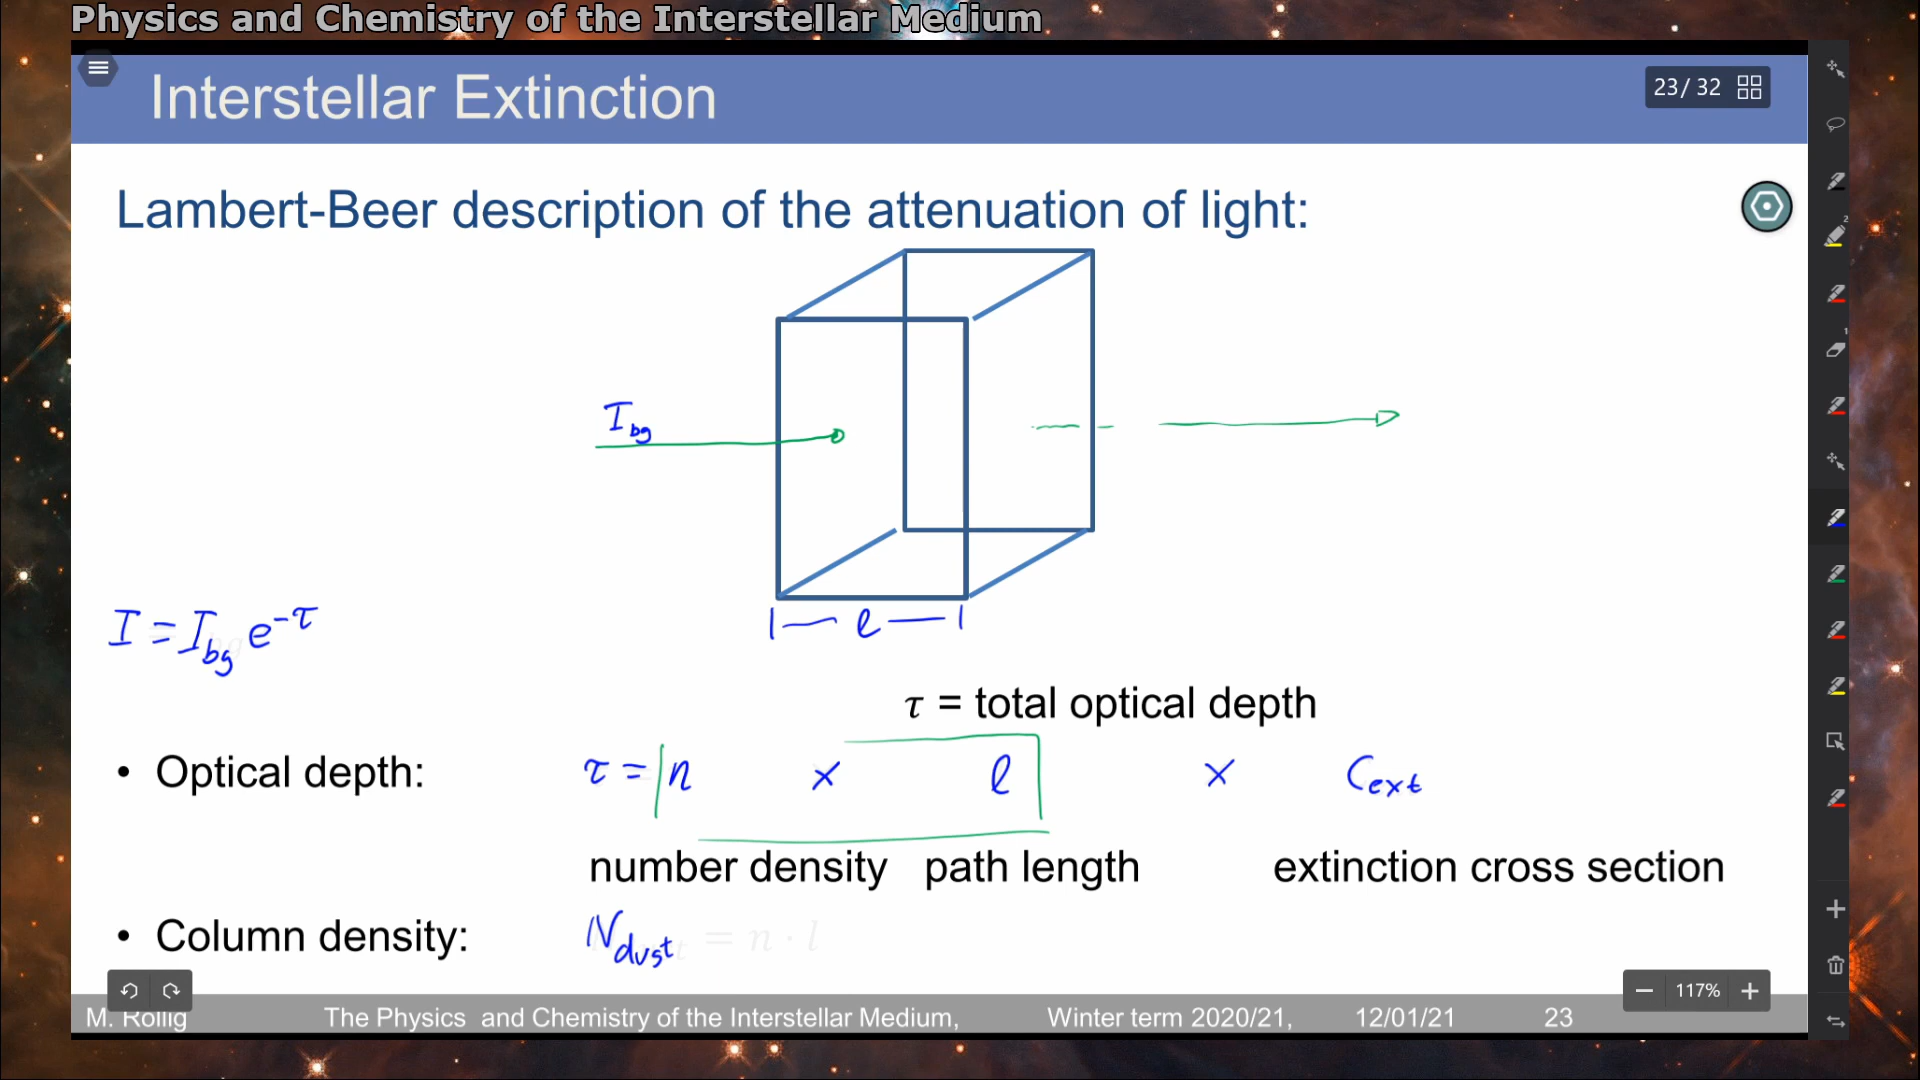 Physics and Chemistry of the Interstellar Medium
Interstellar Extinction
23/ 32
Lambert-Beer description of the attenuation of light:
I_bg
l
I = I_bg e^-τ
τ = total optical depth
• Optical depth: τ = n × l × C_ext
number density path length extinction cross section
• Column density: N_dust = n · l
117%
M. Röllig The Physics and Chemistry of the Interstellar Medium, Winter term 2020/21, 12/01/21 23